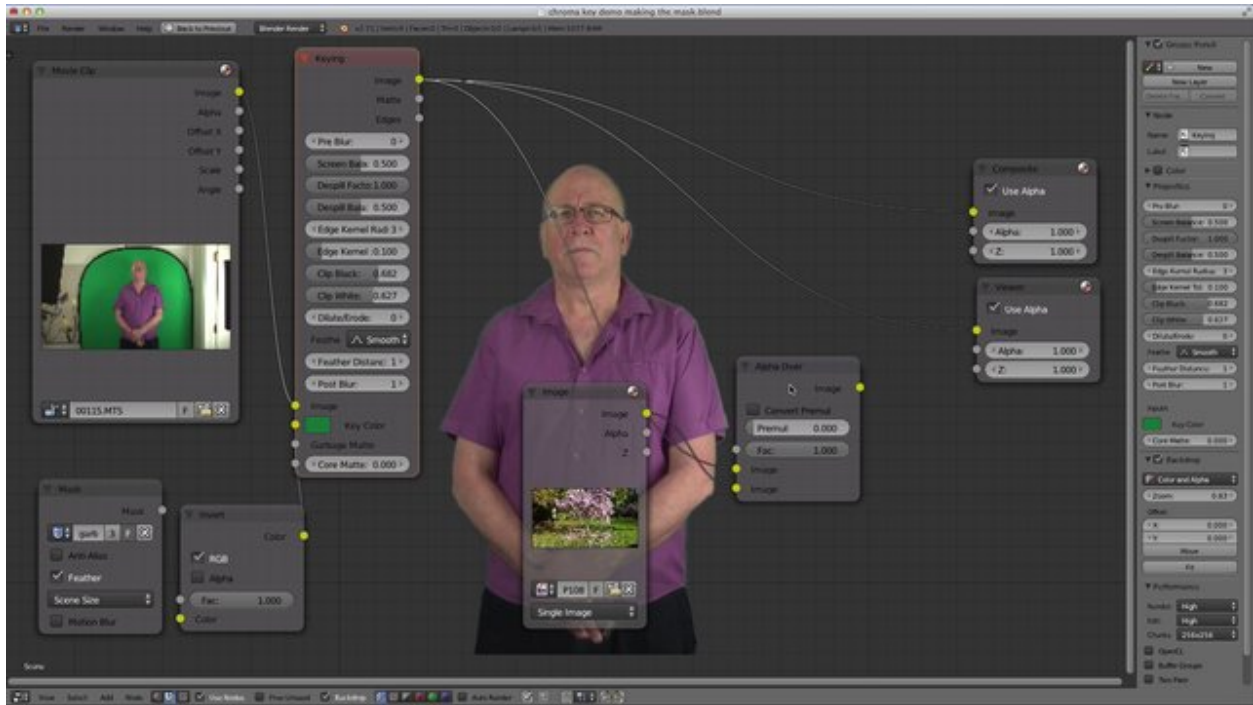 chroma key demo making the mask.blend
File Render Window Help Back to Previous Blender Render
Movie Clip
Image
Alpha
Offset X
Offset Y
Scale
Angle
00115.MTS F
Keying
Image
Matte
Edges
Pre Blur: 0
Screen Bala: 0.500
Despill Facto: 1.000
Despill Bala: 0.500
Edge Kernel Radi 3
Edge Kernel : 0.100
Clip Black: 0.682
Clip White: 0.827
Dilate/Erode: 0
Feathe Smooth
Feather Distanc: 1
Post Blur: 1
Image
Key Color
Garbage Matte
Core Matte: 0.000
Mask
Mask
garb 3 F
Anti-Alias
Feather
Scene Size
Motion Blur
Invert
Color
RGB
Alpha
Fac: 1.000
Color
Image
Image
Alpha
Z
P108 F
Single Image
Alpha Over
Image
Convert Premul
Premul 0.000
Fac: 1.000
Image
Image
Composite
Use Alpha
Image
Alpha: 1.000
Z: 1.000
Viewer
Use Alpha
Image
Alpha: 1.000
Z: 1.000
Grease Pencil
New
New Layer
Node
Name: Keying
Label:
Color
Properties
Pre Blur: 0
Screen Balance: 0.500
Despill Factor: 1.000
Despill Balance: 0.500
Edge Kernel Radius: 3
Edge Kernel Tol: 0.100
Clip Black: 0.682
Clip White: 0.827
Dilate/Erode: 0
Feathe Smooth
Feather Distance: 1
Post Blur: 1
Inputs
Key Color
Core Matte: 0.000
Backdrop
Color and Alpha
Zoom: 0.83
Offset:
X: 0.000
Y: 0.000
Move
Fit
Performance
Render: High
Edit: High
Chunks: 256x256
OpenCL
Buffer Groups
Two Pass
Scene
View Select Add Node Use Nodes Free Unused Backdrop Auto Render